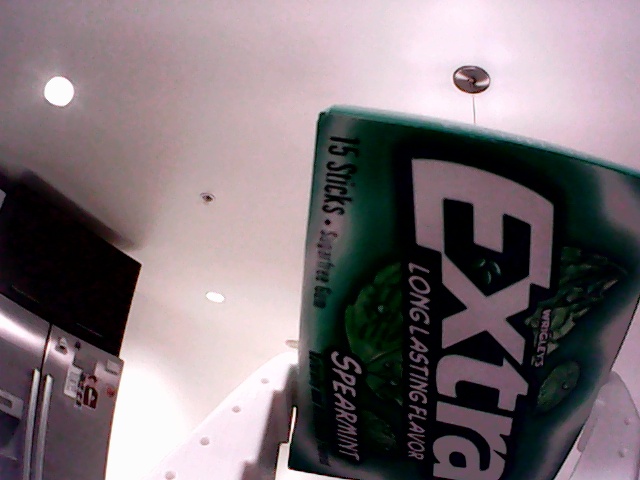 WRIGLEY'S
Extra
LONG LASTING FLAVOR
SPEARMINT
15 Sticks • Sugarfree Gum